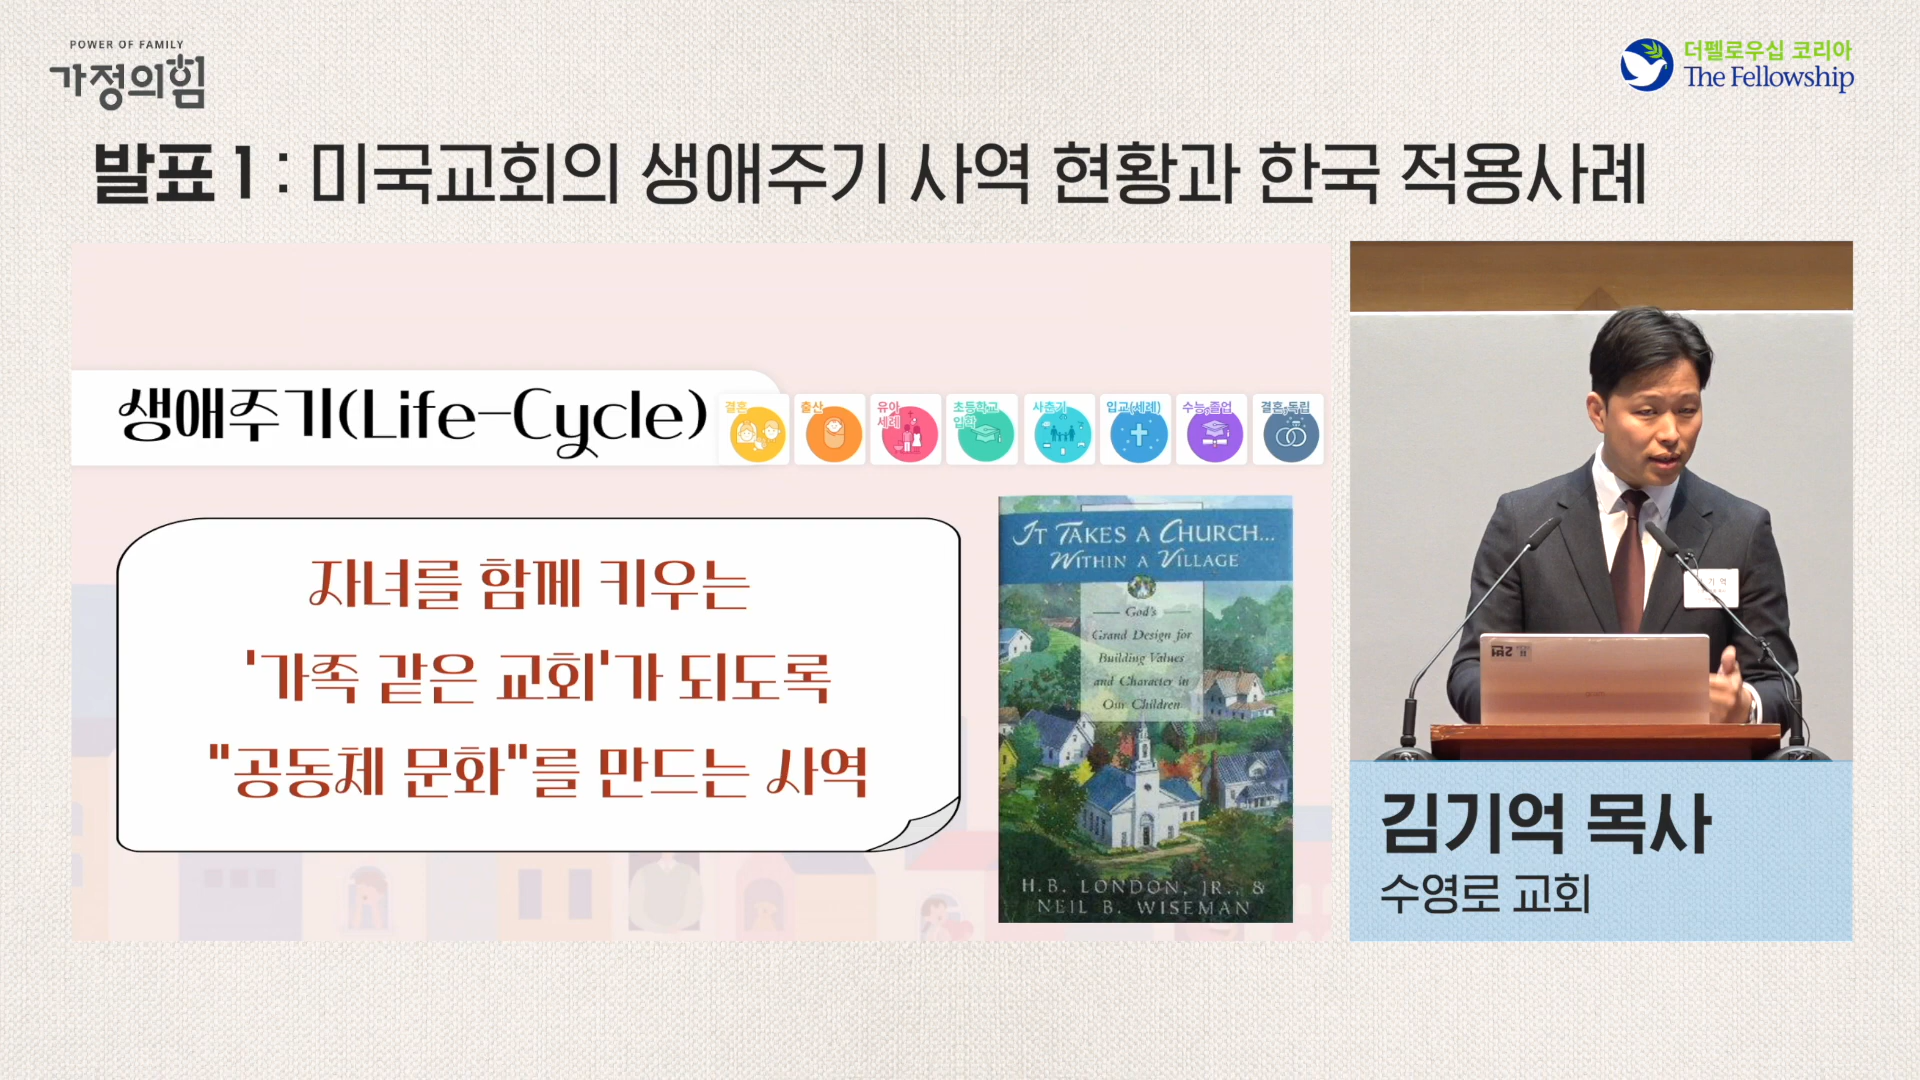 POWER OF FAMILY
가정의힘
더펠로우십 코리아
The Fellowship
발표 1 : 미국교회의 생애주기 사역 현황과 한국 적용사례
생애주기(Life-Cycle)
결혼
출산
유아
세례
초등학교
입학
사춘기
입교(세례)
수능,졸업
결혼,독립
자녀를 함께 키우는
'가족 같은 교회'가 되도록
"공동체 문화"를 만드는 사역
IT TAKES A CHURCH...
WITHIN A VILLAGE
God's
Grand Design for
Building Values
and Character in
Our Children
H.B. LONDON, JR., &
NEIL B. WISEMAN
김기억 목사
수영로 교회